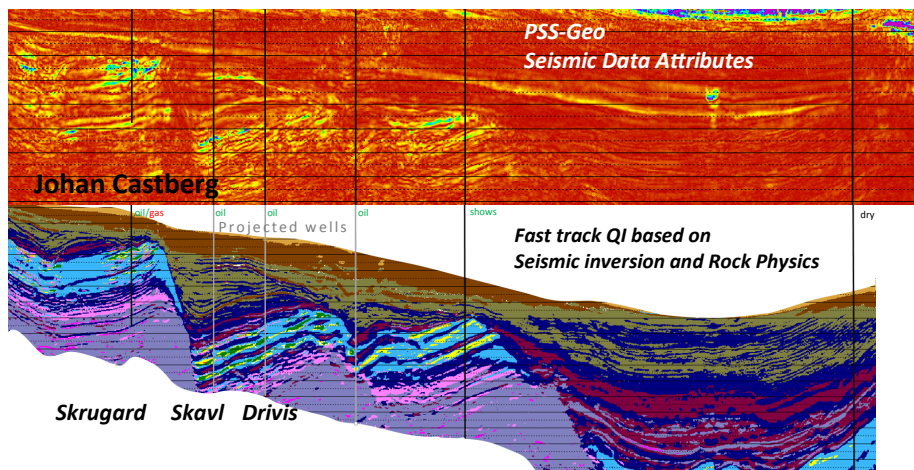 PSS-Geo
Seismic Data Attributes
Johan Castberg
oil/gas oil oil oil shows dry
Projected wells
Fast track QI based on
Seismic inversion and Rock Physics
Skrugard Skavl Drivis